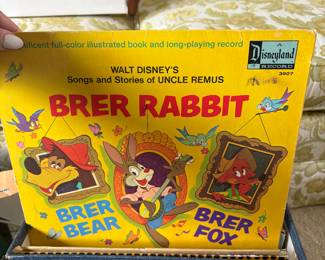 ificent full-color illustrated book and long-playing record
Disneyland
RECORD
3907
WALT DISNEY'S
Songs and Stories of UNCLE REMUS
BRER RABBIT
BRER
BEAR
BRER
FOX